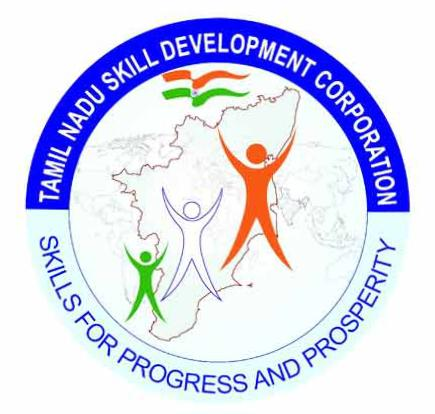 TAMIL NADU SKILL DEVELOPMENT CORPORATION
SKILLS FOR PROGRESS AND PROSPERITY